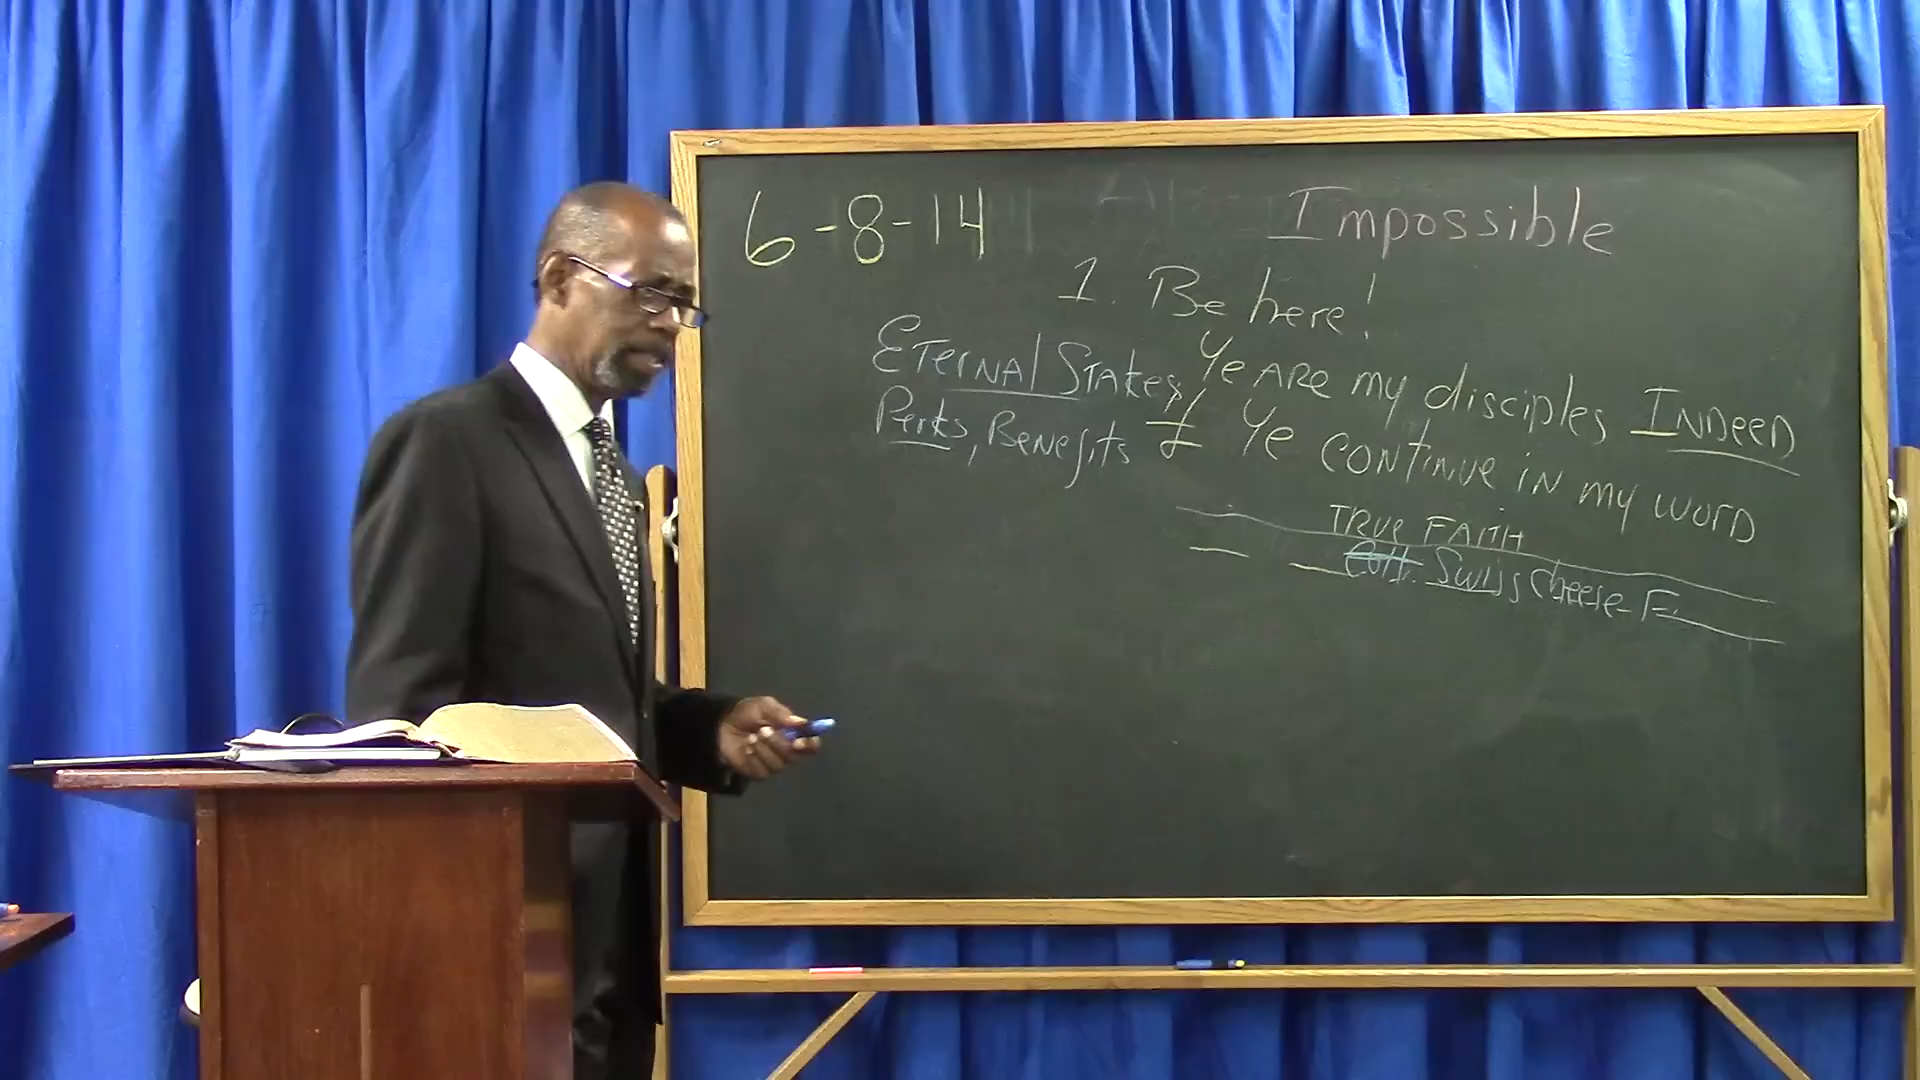 6-8-14
Impossible
1. Be here!
ETerNAl STAkes,
Perks, BeNefits
Ye ARe my disciples INDeeD
If Ye coNtiNue iN my worD
TRUe FAITH
Swiss Cheese F